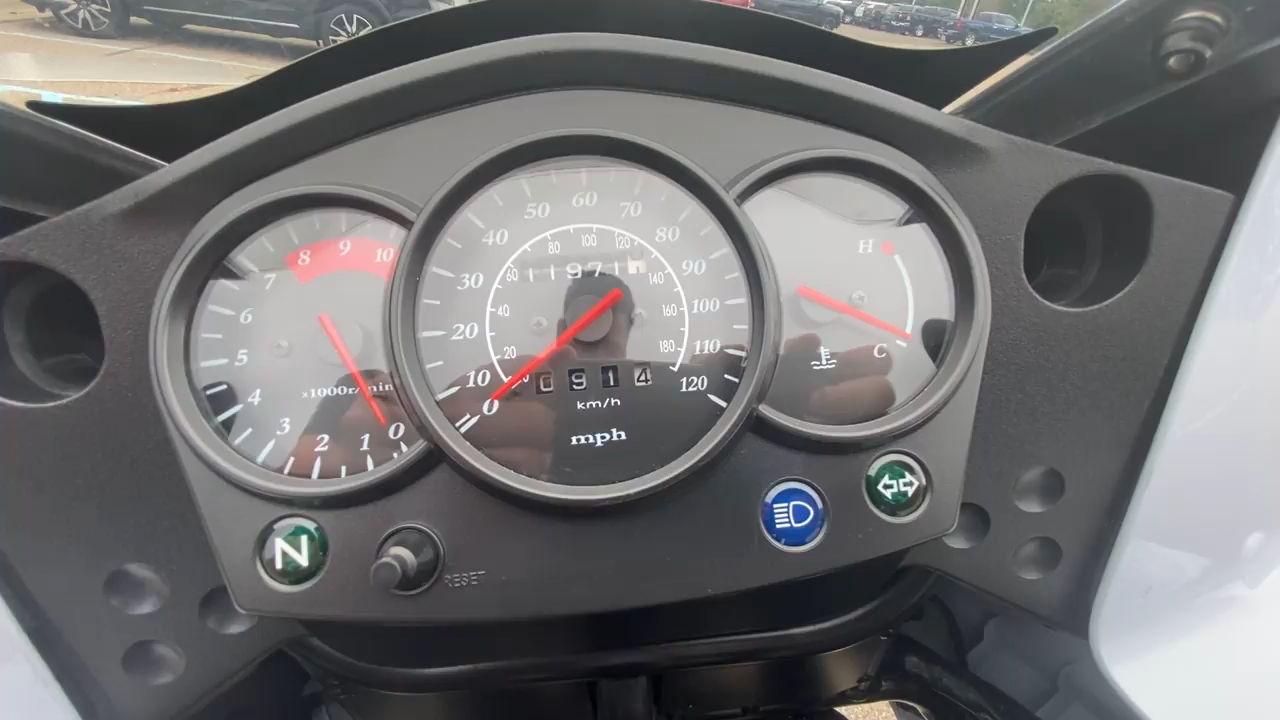 0 1 2 3 4 5 6 7 8 9 10
x1000r/min
0 10 20 30 40 50 60 70 80 90 100 110 120
20 40 60 80 100 120 140 160 180
11971
0914
km/h
mph
H
C
N
RESET